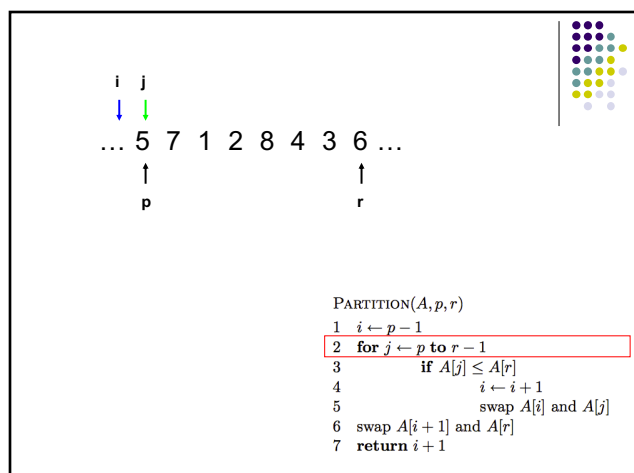 i j
… 5 7 1 2 8 4 3 6 …
p r
PARTITION(A, p, r)
1 i ← p − 1
2 for j ← p to r − 1
3 if A[j] ≤ A[r]
4 i ← i + 1
5 swap A[i] and A[j]
6 swap A[i + 1] and A[r]
7 return i + 1